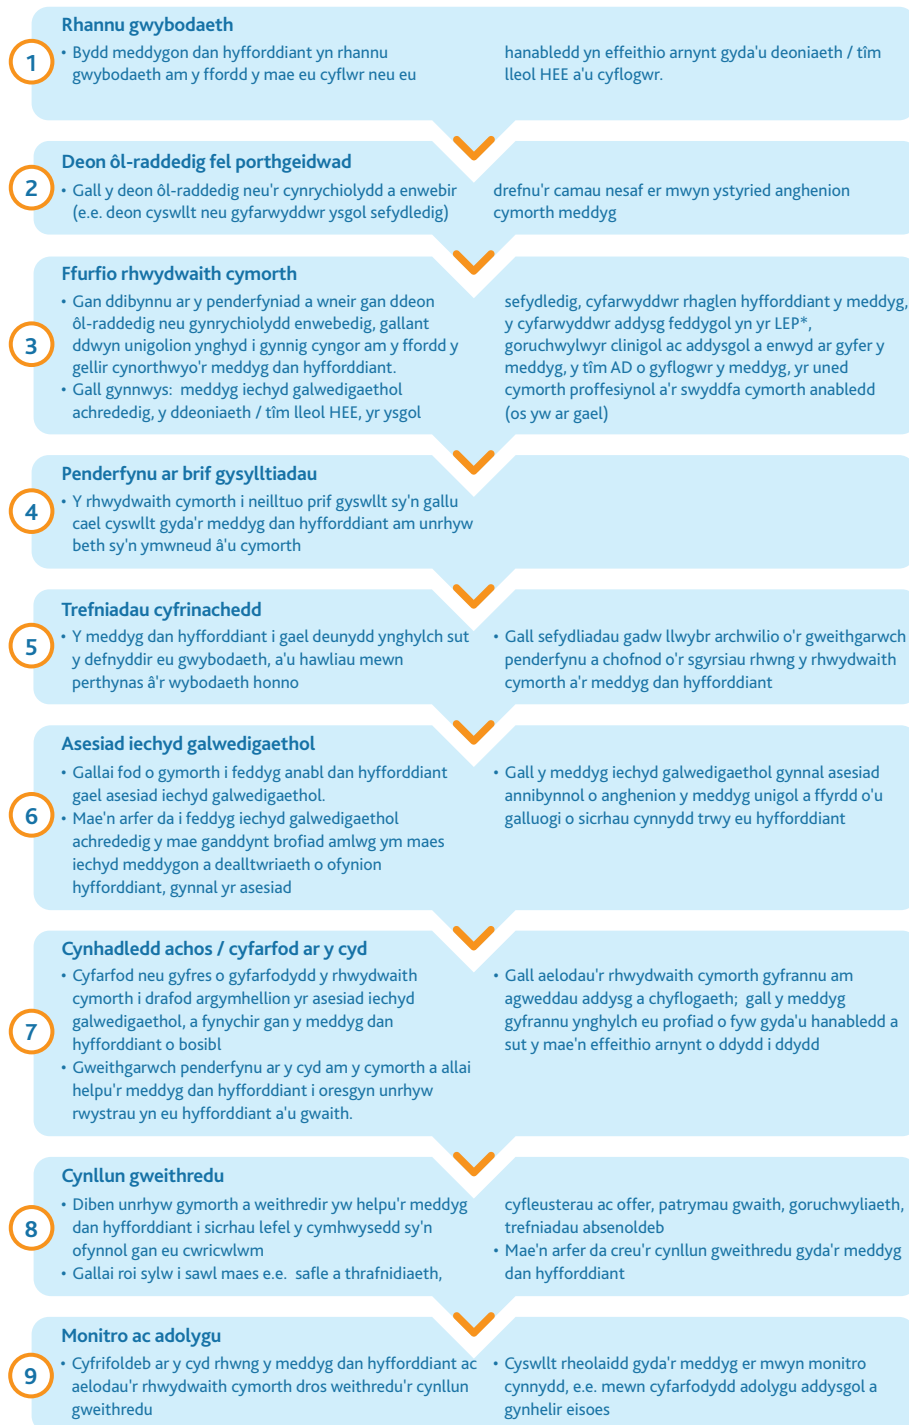 1
Rhannu gwybodaeth
• Bydd meddygon dan hyfforddiant yn rhannu
gwybodaeth am y ffordd y mae eu cyflwr neu eu
hanabledd yn effeithio arnynt gyda'u deoniaeth / tîm
lleol HEE a'u cyflogwr.
2
Deon ôl-raddedig fel porthgeidwad
• Gall y deon ôl-raddedig neu'r cynrychiolydd a enwebir
(e.e. deon cyswllt neu gyfarwyddwr ysgol sefydledig)
drefnu'r camau nesaf er mwyn ystyried anghenion
cymorth meddyg
3
Ffurfio rhwydwaith cymorth
• Gan ddibynnu ar y penderfyniad a wneir gan ddeon
ôl-raddedig neu gynrychiolydd enwebedig, gallant
ddwyn unigolion ynghyd i gynnig cyngor am y ffordd y
gellir cynorthwyo'r meddyg dan hyfforddiant.
• Gall gynnwys: meddyg iechyd galwedigaethol
achrededig, y ddeoniaeth / tîm lleol HEE, yr ysgol
sefydledig, cyfarwyddwr rhaglen hyfforddiant y meddyg,
y cyfarwyddwr addysg feddygol yn yr LEP*,
goruchwylwyr clinigol ac addysgol a enwyd ar gyfer y
meddyg, y tîm AD o gyflogwr y meddyg, yr uned
cymorth proffesiynol a'r swyddfa cymorth anabledd
(os yw ar gael)
4
Penderfynu ar brif gysylltiadau
• Y rhwydwaith cymorth i neilltuo prif gyswllt sy'n gallu
cael cyswllt gyda'r meddyg dan hyfforddiant am unrhyw
beth sy'n ymwneud â'u cymorth
5
Trefniadau cyfrinachedd
• Y meddyg dan hyfforddiant i gael deunydd ynghylch sut
y defnyddir eu gwybodaeth, a'u hawliau mewn
perthynas â'r wybodaeth honno
• Gall sefydliadau gadw llwybr archwilio o'r gweithgarwch
penderfynu a chofnod o'r sgyrsiau rhwng y rhwydwaith
cymorth a'r meddyg dan hyfforddiant
6
Asesiad iechyd galwedigaethol
• Gallai fod o gymorth i feddyg anabl dan hyfforddiant
gael asesiad iechyd galwedigaethol.
• Mae'n arfer da i feddyg iechyd galwedigaethol
achrededig y mae ganddynt brofiad amlwg ym maes
iechyd meddygon a dealltwriaeth o ofynion
hyfforddiant, gynnal yr asesiad
• Gall y meddyg iechyd galwedigaethol gynnal asesiad
annibynnol o anghenion y meddyg unigol a ffyrdd o'u
galluogi o sicrhau cynnydd trwy eu hyfforddiant
7
Cynhadledd achos / cyfarfod ar y cyd
• Cyfarfod neu gyfres o gyfarfodydd y rhwydwaith
cymorth i drafod argymhellion yr asesiad iechyd
galwedigaethol, a fynychir gan y meddyg dan
hyfforddiant o bosibl
• Gweithgarwch penderfynu ar y cyd am y cymorth a allai
helpu'r meddyg dan hyfforddiant i oresgyn unrhyw
rwystrau yn eu hyfforddiant a'u gwaith.
• Gall aelodau'r rhwydwaith cymorth gyfrannu am
agweddau addysg a chyflogaeth; gall y meddyg
gyfrannu ynghylch eu profiad o fyw gyda'u hanabledd a
sut y mae'n effeithio arnynt o ddydd i ddydd
8
Cynllun gweithredu
• Diben unrhyw gymorth a weithredir yw helpu'r meddyg
dan hyfforddiant i sicrhau lefel y cymhwysedd sy'n
ofynnol gan eu cwricwlwm
• Gallai roi sylw i sawl maes e.e. safle a thrafnidiaeth,
cyfleusterau ac offer, patrymau gwaith, goruchwyliaeth,
trefniadau absenoldeb
• Mae'n arfer da creu'r cynllun gweithredu gyda'r meddyg
dan hyfforddiant
9
Monitro ac adolygu
• Cyfrifoldeb ar y cyd rhwng y meddyg dan hyfforddiant ac
aelodau'r rhwydwaith cymorth dros weithredu'r cynllun
gweithredu
• Cyswllt rheolaidd gyda'r meddyg er mwyn monitro
cynnydd, e.e. mewn cyfarfodydd adolygu addysgol a
gynhelir eisoes